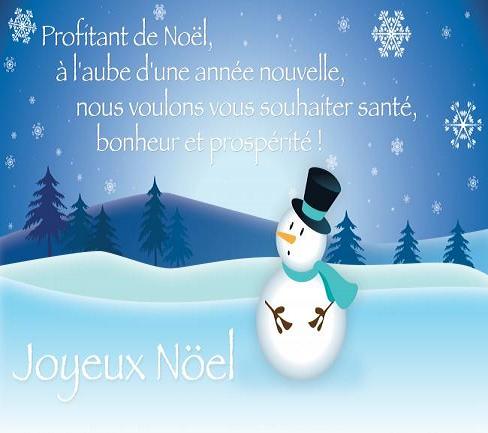 Profitant de Noël,
à l'aube d'une année nouvelle,
nous voulons vous souhaiter santé,
bonheur et prospérité !
Joyeux Nöel